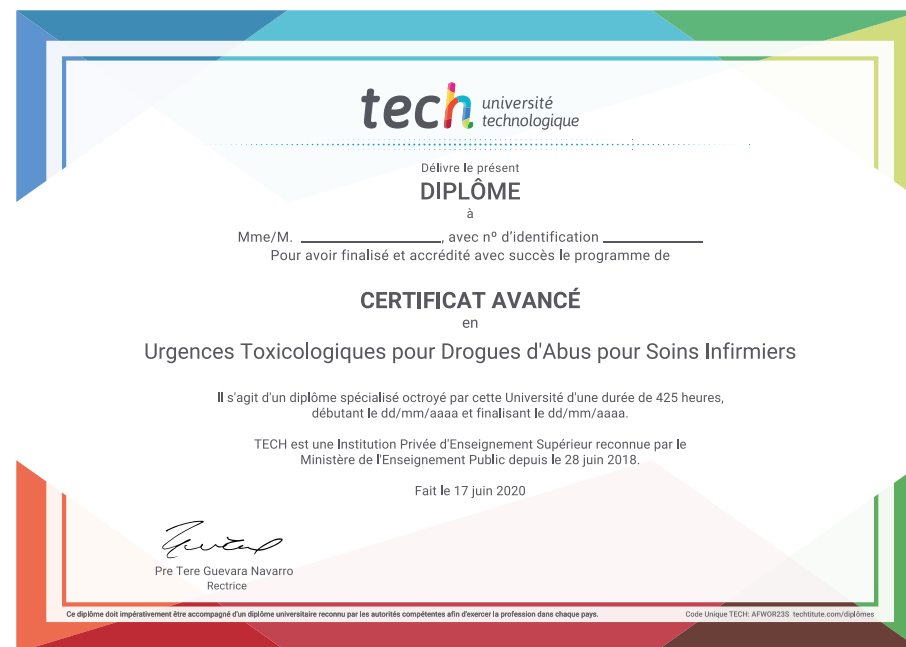 tech université
technologique
Délivre le présent
DIPLÔME
à
Mme/M. ____________________, avec nº d'identification ______________
Pour avoir finalisé et accrédité avec succès le programme de
CERTIFICAT AVANCÉ
en
Urgences Toxicologiques pour Drogues d'Abus pour Soins Infirmiers
Il s'agit d'un diplôme spécialisé octroyé par cette Université d'une durée de 425 heures,
débutant le dd/mm/aaaa et finalisant le dd/mm/aaaa.
TECH est une Institution Privée d'Enseignement Supérieur reconnue par le
Ministère de l'Enseignement Public depuis le 28 juin 2018.
Fait le 17 juin 2020
Pre Tere Guevara Navarro
Rectrice
Ce diplôme doit impérativement être accompagné d'un diplôme universitaire reconnu par les autorités compétentes afin d'exercer la profession dans chaque pays.
Code Unique TECH: AFWOR23S techtitute.com/diplômes